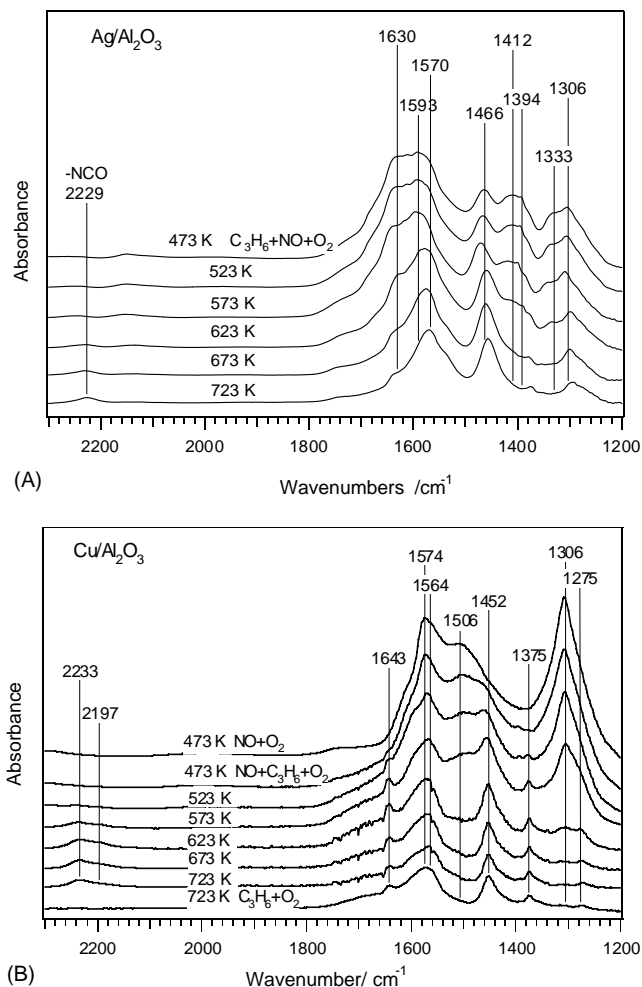 Ag/Al₂O₃
1630
1412
1570
1306
1593
1394
1466
1333
-NCO
2229
473 K C₃H₆+NO+O₂
523 K
573 K
623 K
673 K
723 K
Absorbance
2200 2000 1800 1600 1400 1200
(A)
Wavenumbers /cm⁻¹
Cu/Al₂O₃
1574
1306
1564
1275
1452
1506
1643
1375
2233
2197
473K NO+O₂
473K NO+C₃H₆+O₂
523 K
573 K
623 K
673 K
723 K
723 K C₃H₆+O₂
Absorbance
2200 2000 1800 1600 1400 1200
(B)
Wavenumber/ cm⁻¹